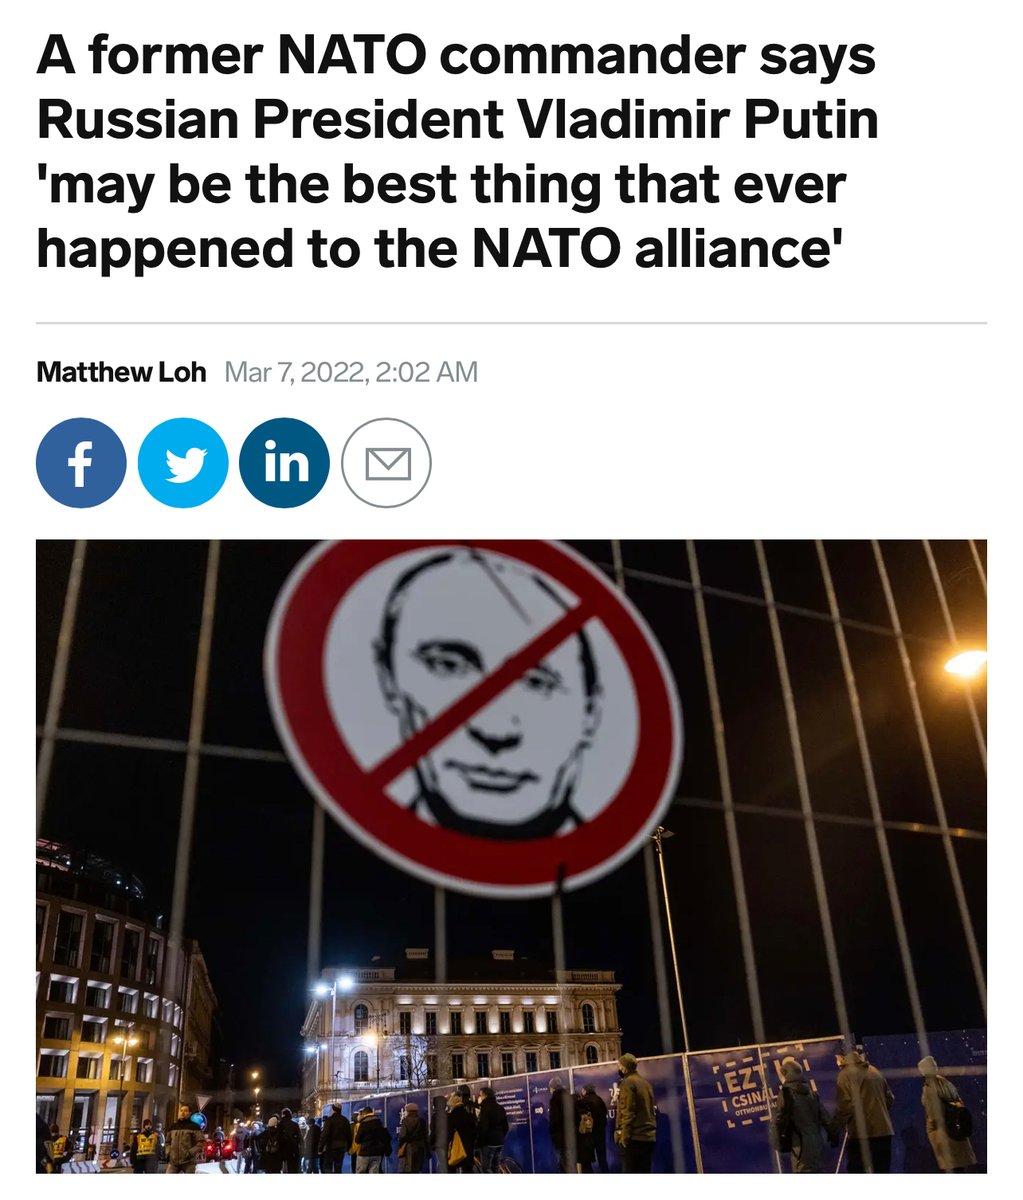 A former NATO commander says
Russian President Vladimir Putin
'may be the best thing that ever
happened to the NATO alliance'
Matthew Loh Mar 7, 2022, 2:02 AM
f
in
EZT IS
CSINÁL